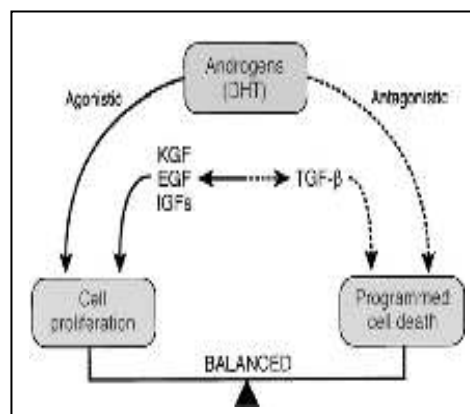 Androgens
(DHT)
Agonistic
Antagonistic
KGF
EGF
IGFs
TGF-β
Cell
proliferation
Programmed
cell death
BALANCED